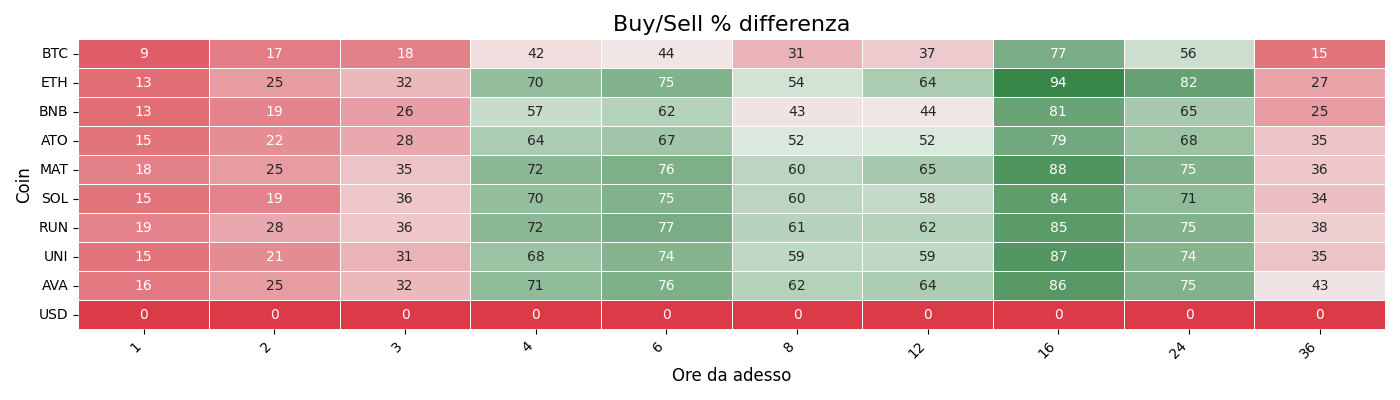 Buy/Sell % differenza
Coin
BTC 9 17 18 42 44 31 37 77 56 15
ETH 13 25 32 70 75 54 64 94 82 27
BNB 13 19 26 57 62 43 44 81 65 25
ATO 15 22 28 64 67 52 52 79 68 35
MAT 18 25 35 72 76 60 65 88 75 36
SOL 15 19 36 70 75 60 58 84 71 34
RUN 19 28 36 72 77 61 62 85 75 38
UNI 15 21 31 68 74 59 59 87 74 35
AVA 16 25 32 71 76 62 64 86 75 43
USD 0 0 0 0 0 0 0 0 0 0
1 2 3 4 6 8 12 16 24 36
Ore da adesso